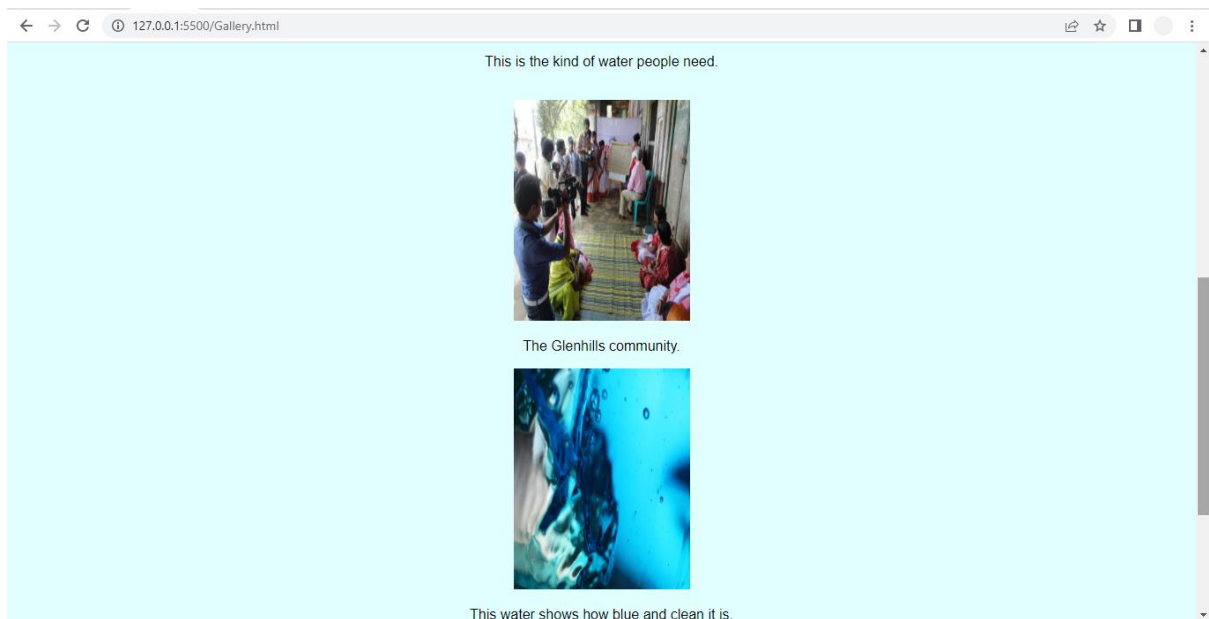 127.0.0.1:5500/Gallery.html
This is the kind of water people need.
The Glenhills community.
This water shows how blue and clean it is.